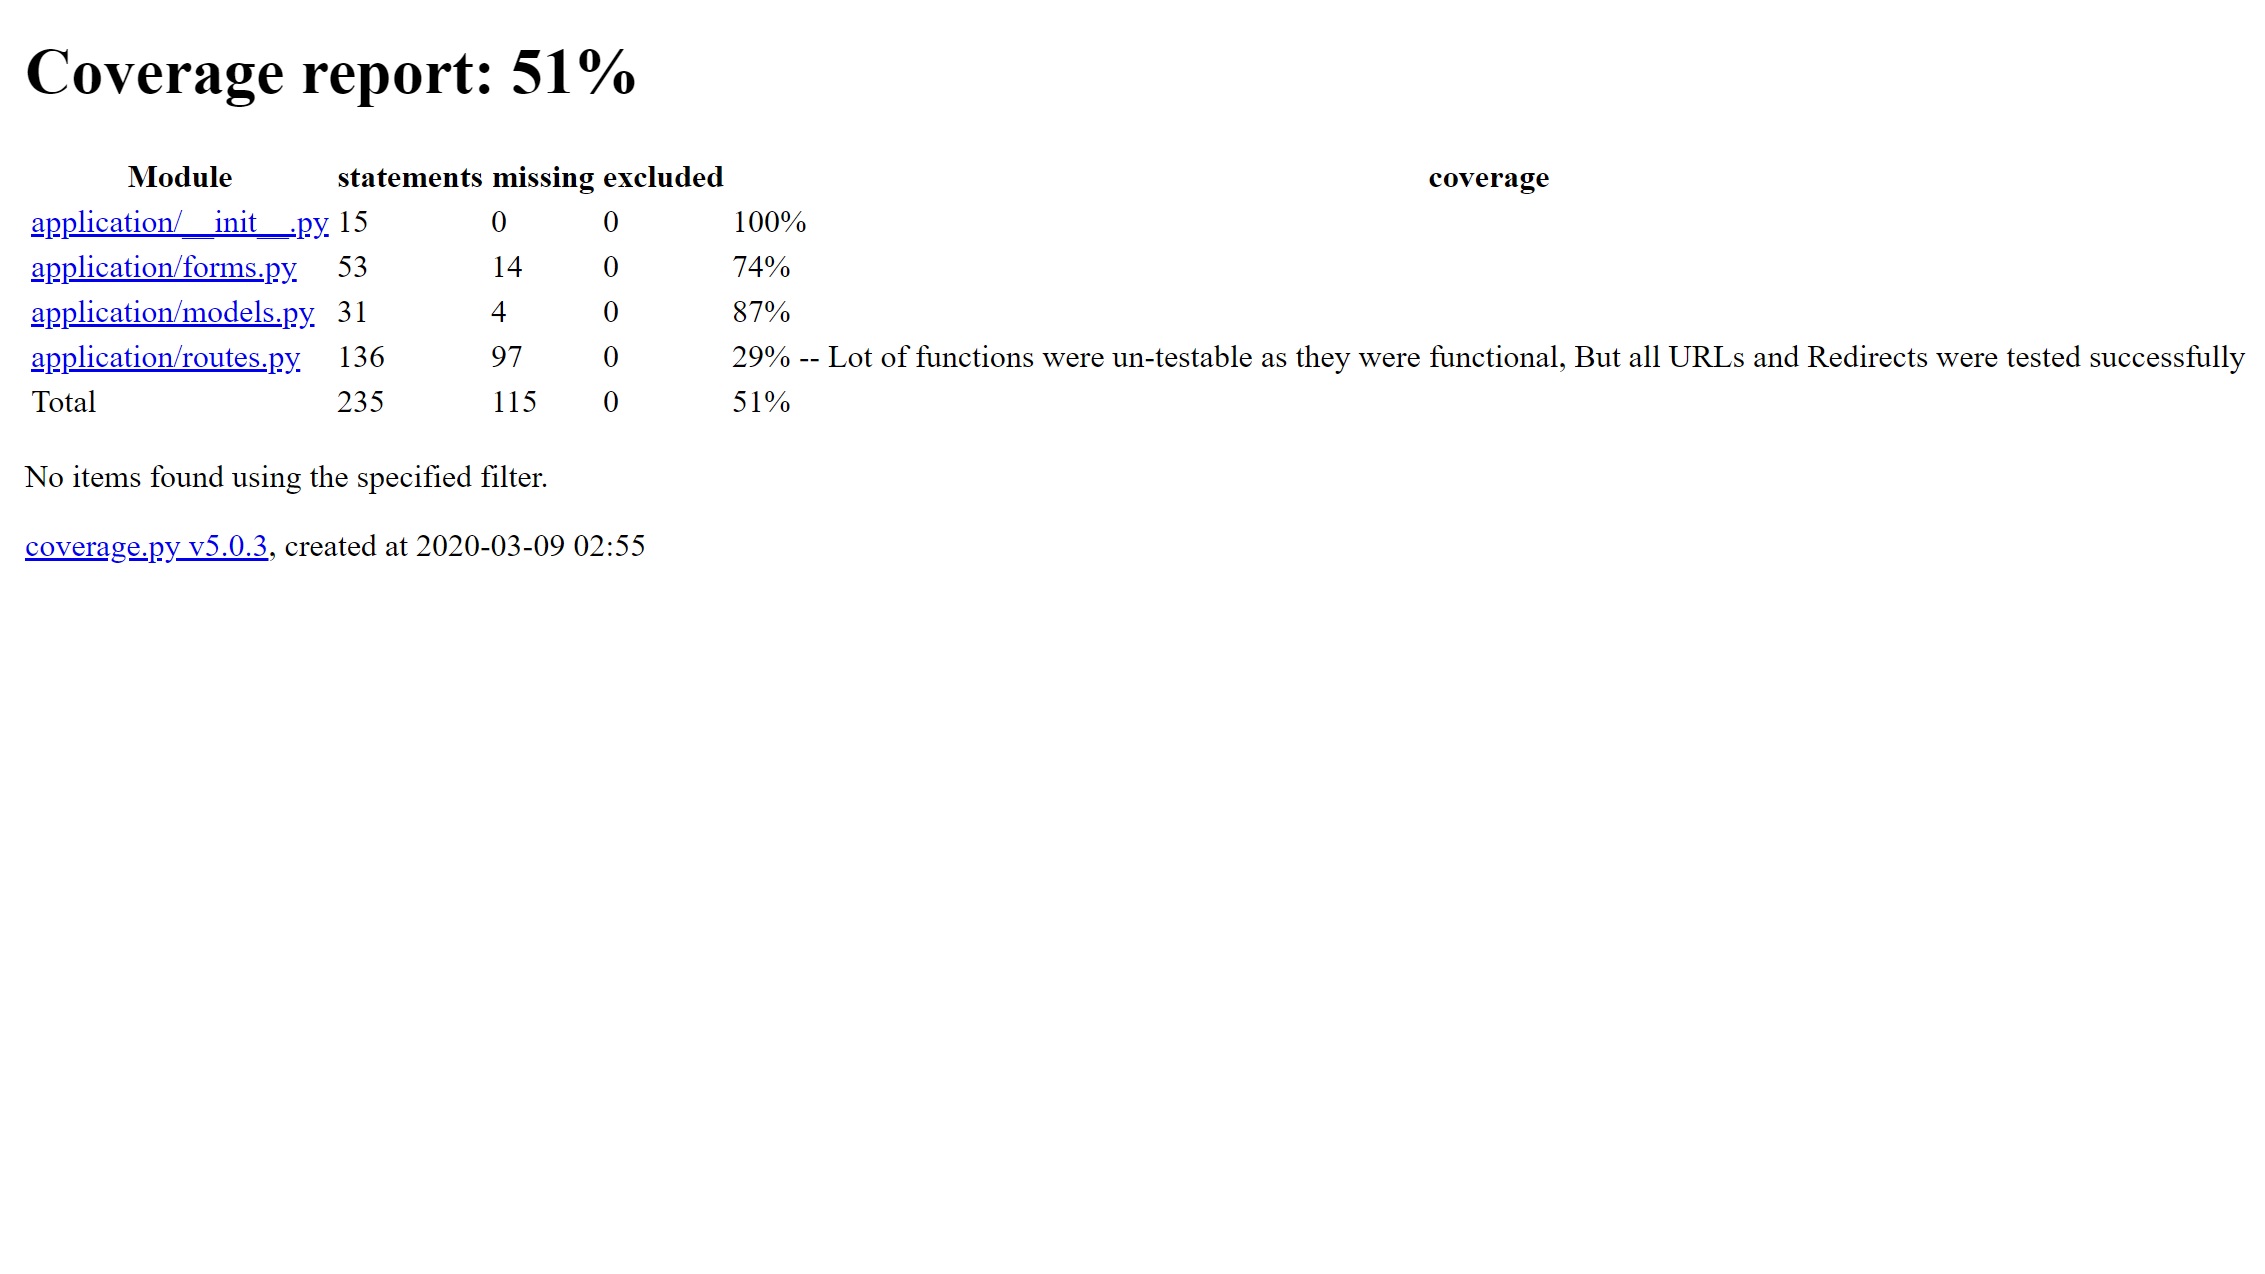 Coverage report: 51%
Module statements missing excluded coverage
application/__init__.py 15 0 0 100%
application/forms.py 53 14 0 74%
application/models.py 31 4 0 87%
application/routes.py 136 97 0 29% -- Lot of functions were un-testable as they were functional, But all URLs and Redirects were tested successfully
Total 235 115 0 51%
No items found using the specified filter.
coverage.py v5.0.3, created at 2020-03-09 02:55